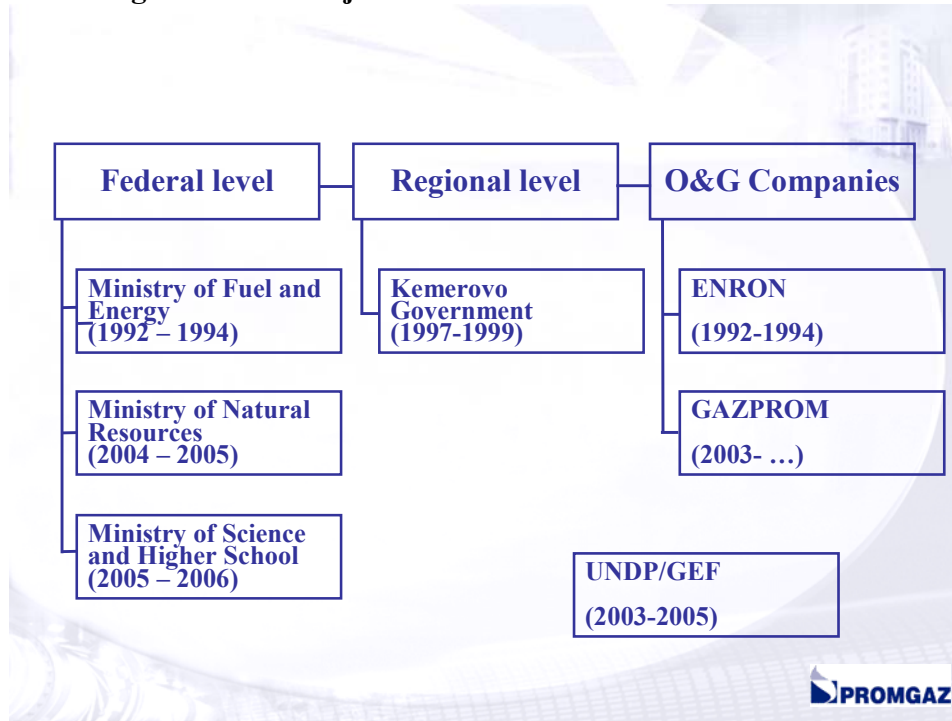 Federal level
Regional level
O&G Companies
Ministry of Fuel and
Energy
(1992 – 1994)
Kemerovo
Government
(1997-1999)
ENRON
(1992-1994)
Ministry of Natural
Resources
(2004 – 2005)
GAZPROM
(2003- …)
Ministry of Science
and Higher School
(2005 – 2006)
UNDP/GEF
(2003-2005)
PROMGAZ